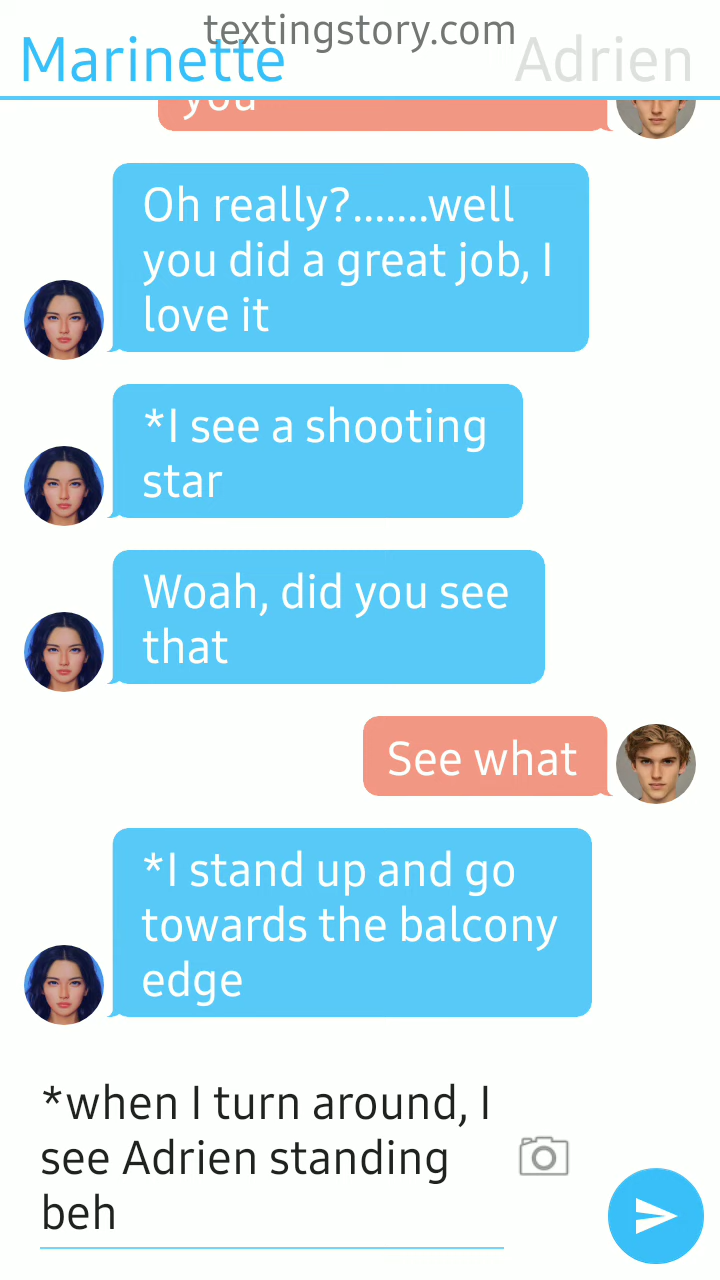 textingstory.com
Marinette
Adrien
you
Oh really?.......well
you did a great job, I
love it
*I see a shooting
star
Woah, did you see
that
See what
*I stand up and go
towards the balcony
edge
*when I turn around, I
see Adrien standing
beh